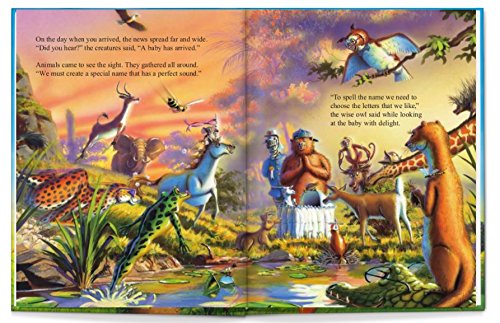 On the day when you arrived, the news spread far and wide.
“Did you hear?” the creatures said, “A baby has arrived.”
Animals came to see the sight. They gathered all around.
“We must create a special name that has a perfect sound.”
“To spell the name we need to
choose the letters that we like,”
the wise owl said while looking
at the baby with delight.